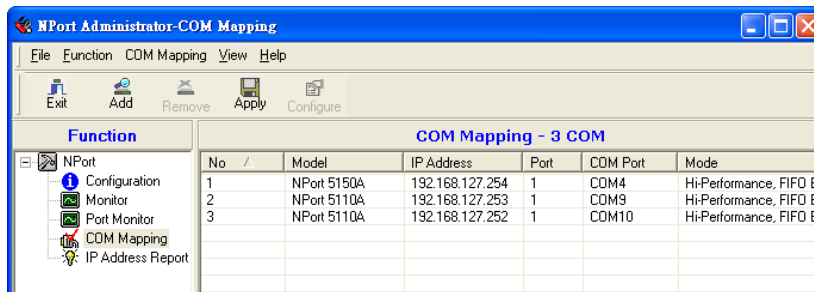 NPort Administrator-COM Mapping
File Function COM Mapping View Help
Exit Add Remove Apply Configure
Function
COM Mapping - 3 COM
NPort
Configuration
Monitor
Port Monitor
COM Mapping
IP Address Report
No Model IP Address Port COM Port Mode
1 NPort 5150A 192.168.127.254 1 COM4 Hi-Performance, FIFO E
2 NPort 5110A 192.168.127.253 1 COM9 Hi-Performance, FIFO E
3 NPort 5110A 192.168.127.252 1 COM10 Hi-Performance, FIFO E